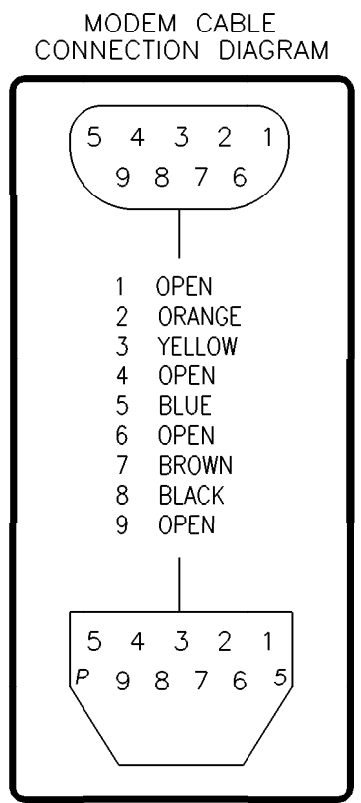 MODEM CABLE
CONNECTION DIAGRAM
5 4 3 2 1
9 8 7 6
1 OPEN
2 ORANGE
3 YELLOW
4 OPEN
5 BLUE
6 OPEN
7 BROWN
8 BLACK
9 OPEN
5 4 3 2 1
P 9 8 7 6 5